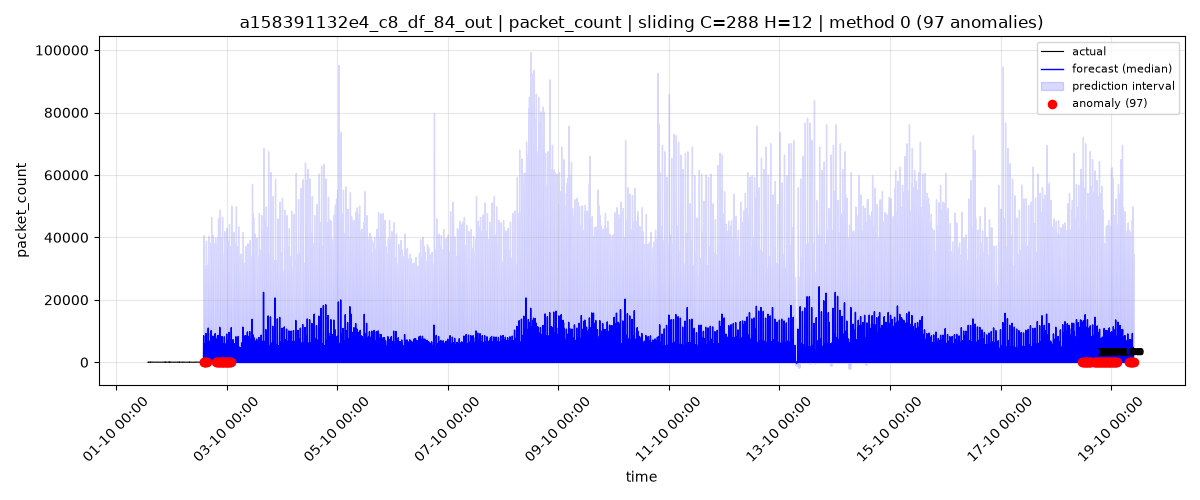 a158391132e4_c8_df_84_out | packet_count | sliding C=288 H=12 | method 0 (97 anomalies)
100000
80000
60000
40000
20000
0
packet_count
actual
forecast (median)
prediction interval
anomaly (97)
01-10 00:00
03-10 00:00
05-10 00:00
07-10 00:00
09-10 00:00
11-10 00:00
13-10 00:00
15-10 00:00
17-10 00:00
19-10 00:00
time